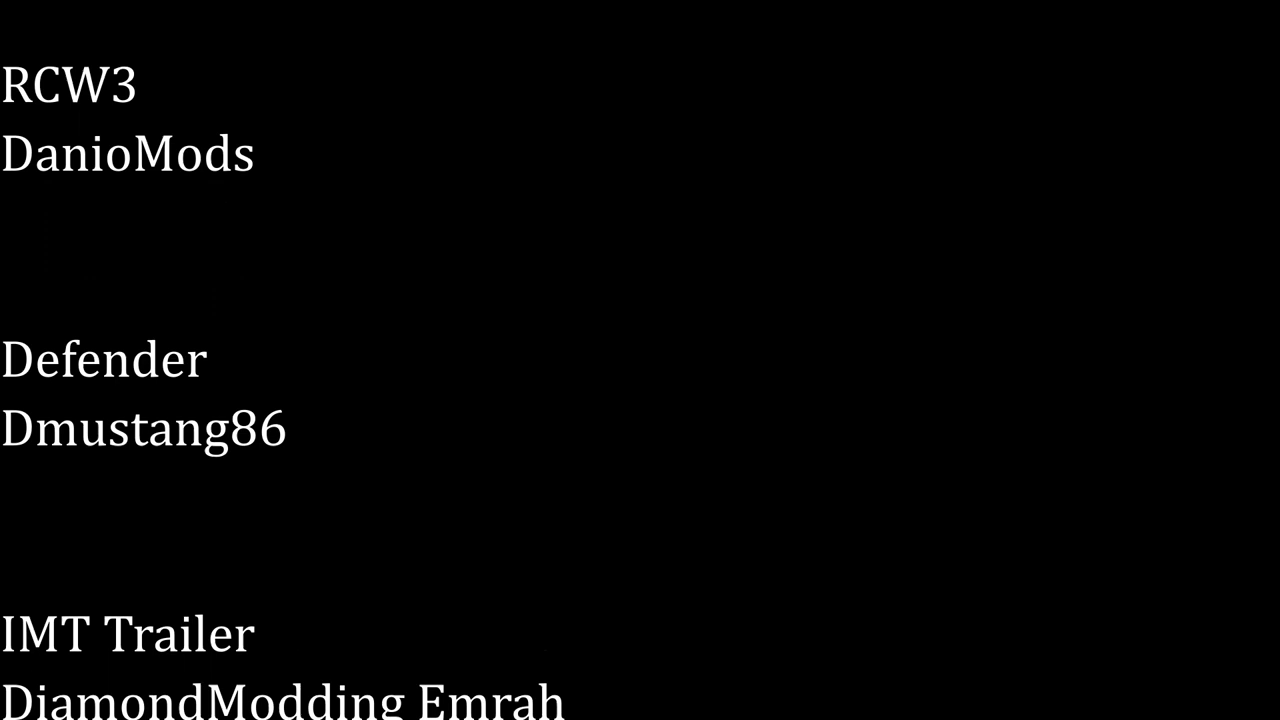 RCW3
DanioMods
Defender
Dmustang86
IMT Trailer
DiamondModding Emrah